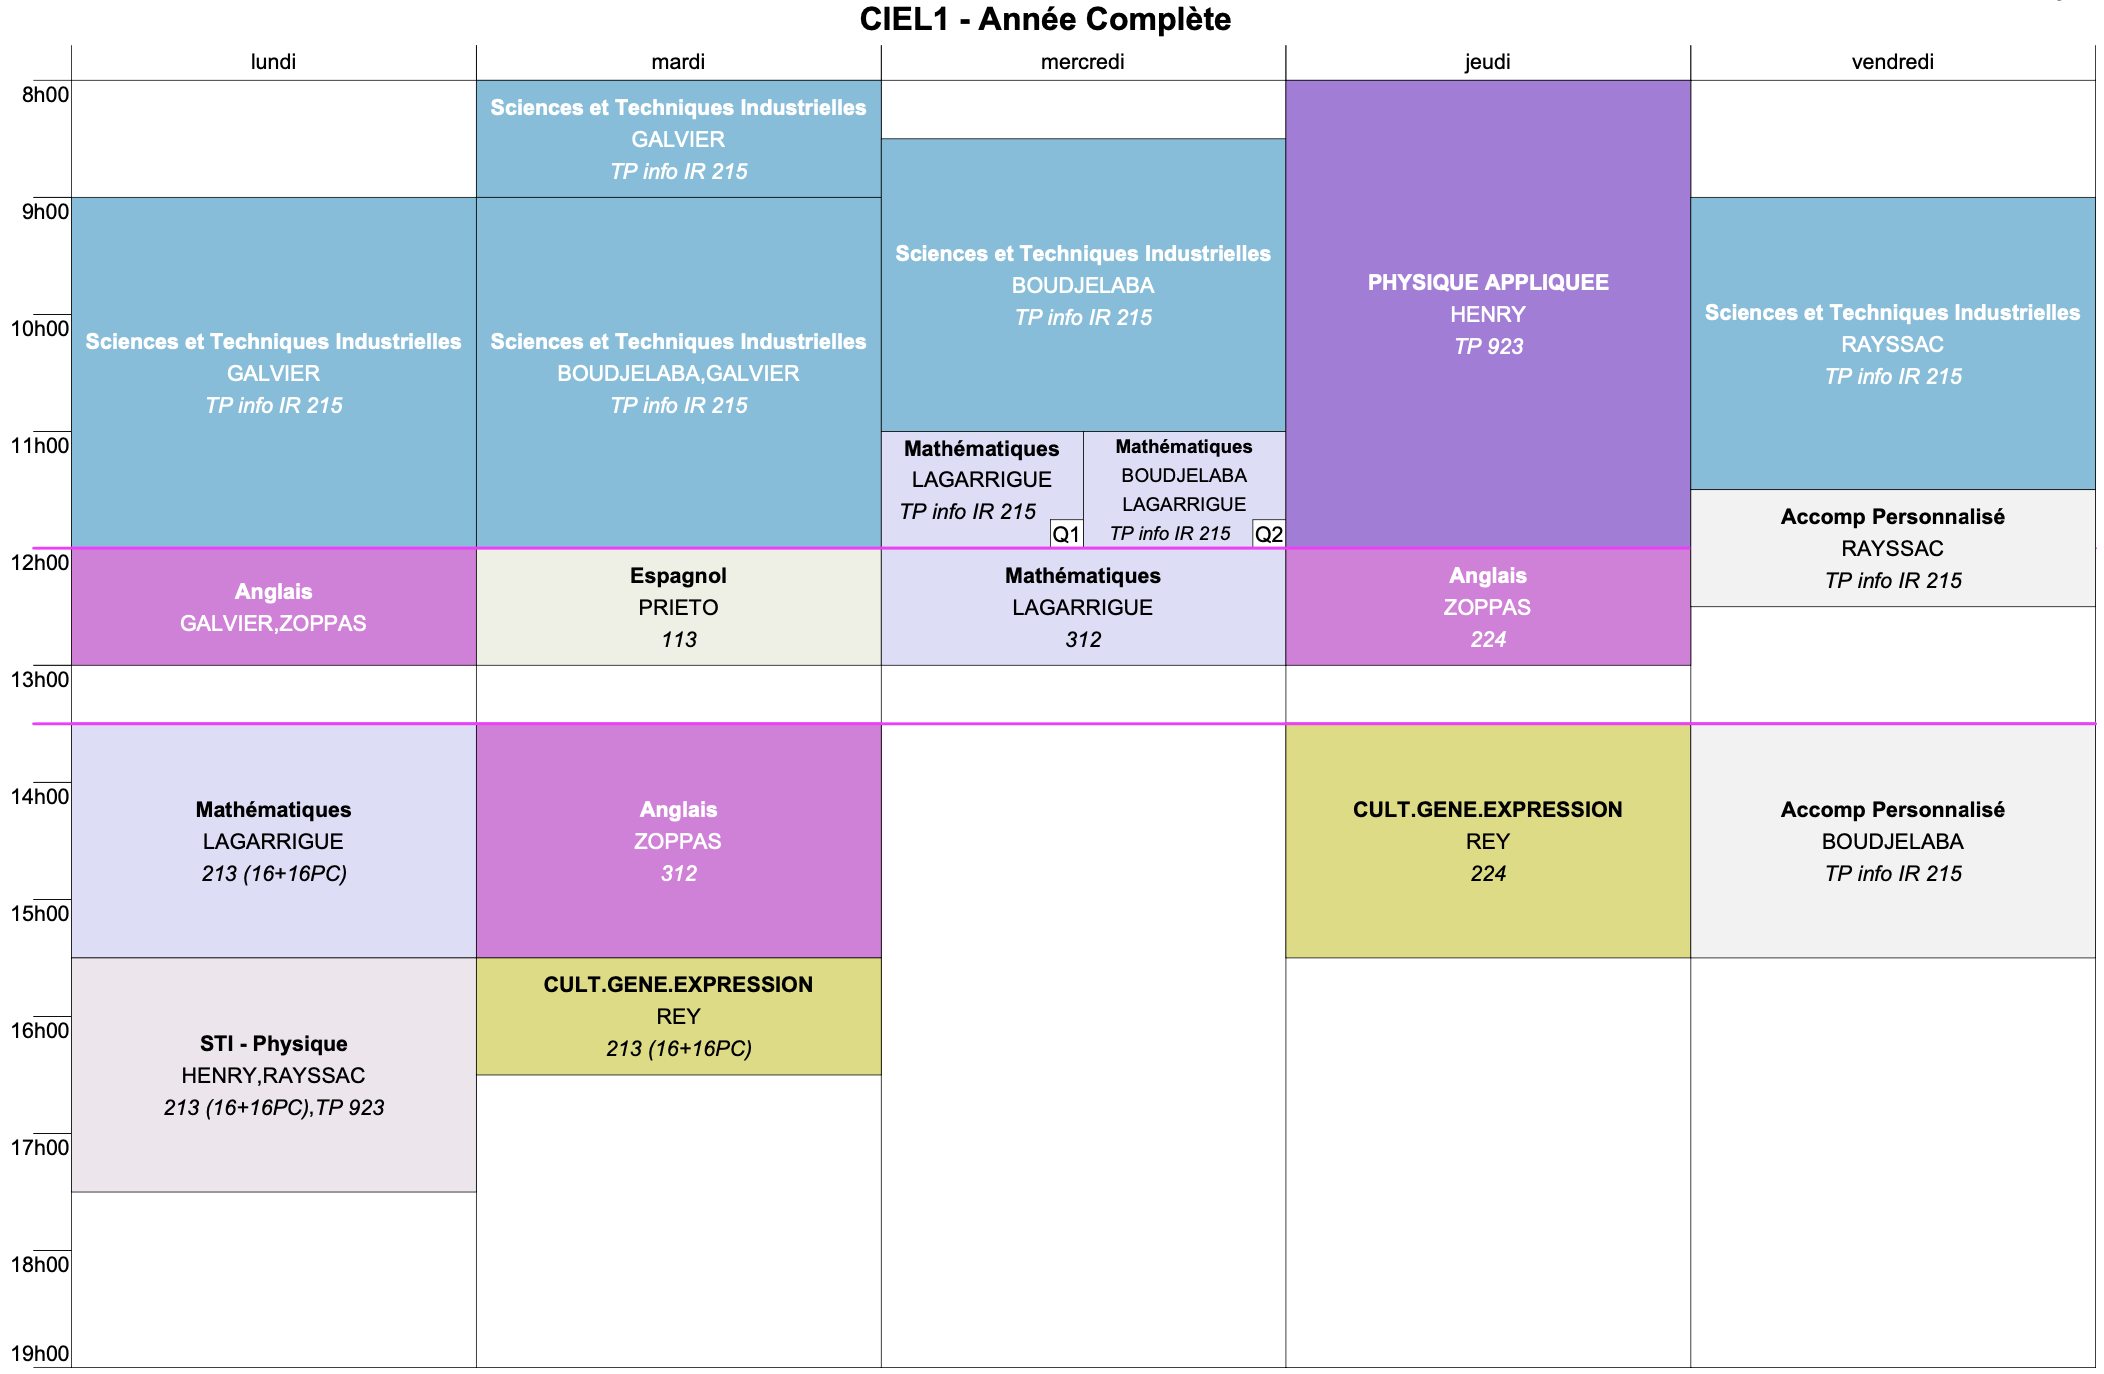 CIEL1 - Année Complète
lundi
mardi
mercredi
jeudi
vendredi
8h00
9h00
10h00
11h00
12h00
13h00
14h00
15h00
16h00
17h00
18h00
19h00
Sciences et Techniques Industrielles
GALVIER
TP info IR 215
Anglais
GALVIER,ZOPPAS
Mathématiques
LAGARRIGUE
213 (16+16PC)
STI - Physique
HENRY,RAYSSAC
213 (16+16PC),TP 923
Sciences et Techniques Industrielles
GALVIER
TP info IR 215
Sciences et Techniques Industrielles
BOUDJELABA,GALVIER
TP info IR 215
Espagnol
PRIETO
113
Anglais
ZOPPAS
312
CULT.GENE.EXPRESSION
REY
213 (16+16PC)
Sciences et Techniques Industrielles
BOUDJELABA
TP info IR 215
Mathématiques
LAGARRIGUE
TP info IR 215
Q1
Mathématiques
BOUDJELABA
LAGARRIGUE
TP info IR 215
Q2
Mathématiques
LAGARRIGUE
312
PHYSIQUE APPLIQUEE
HENRY
TP 923
Anglais
ZOPPAS
224
CULT.GENE.EXPRESSION
REY
224
Sciences et Techniques Industrielles
RAYSSAC
TP info IR 215
Accomp Personnalisé
RAYSSAC
TP info IR 215
Accomp Personnalisé
BOUDJELABA
TP info IR 215